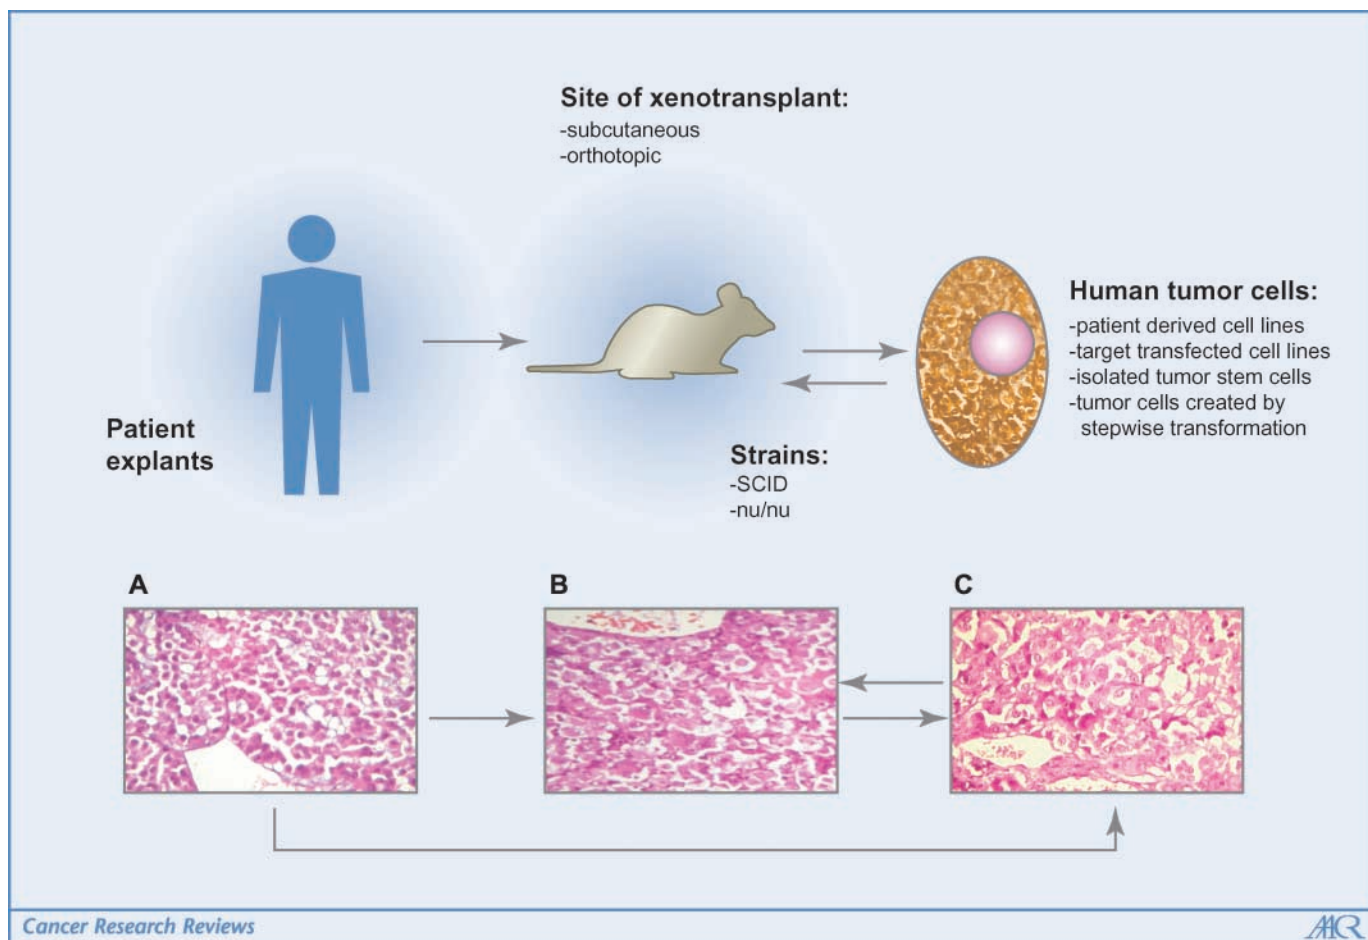 Site of xenotransplant:
-subcutaneous
-orthotopic
Human tumor cells:
-patient derived cell lines
-target transfected cell lines
-isolated tumor stem cells
-tumor cells created by
stepwise transformation
Patient
explants
Strains:
-SCID
-nu/nu
A
B
C
Cancer Research Reviews
AACR